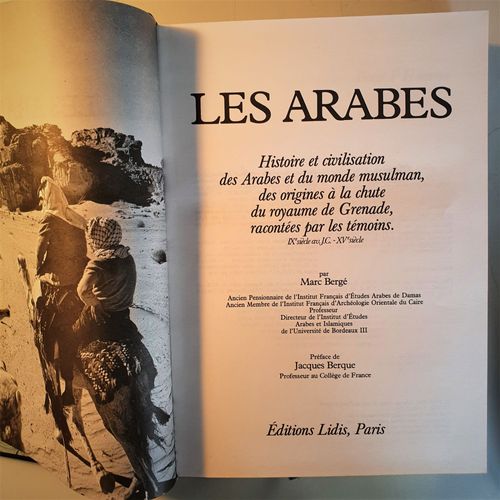 LES ARABES
Histoire et civilisation
des Arabes et du monde musulman,
des origines à la chute
du royaume de Grenade,
racontées par les témoins.
IXᵉ siècle av. J.C. - XVᵉ siècle
par
Marc Bergé
Ancien Pensionnaire de l'Institut Français d'Études Arabes de Damas
Ancien Membre de l'Institut Français d'Archéologie Orientale du Caire
Professeur
Directeur de l'Institut d'Études
Arabes et Islamiques
de l'Université de Bordeaux III
Préface de
Jacques Berque
Professeur au Collège de France
Éditions Lidis, Paris